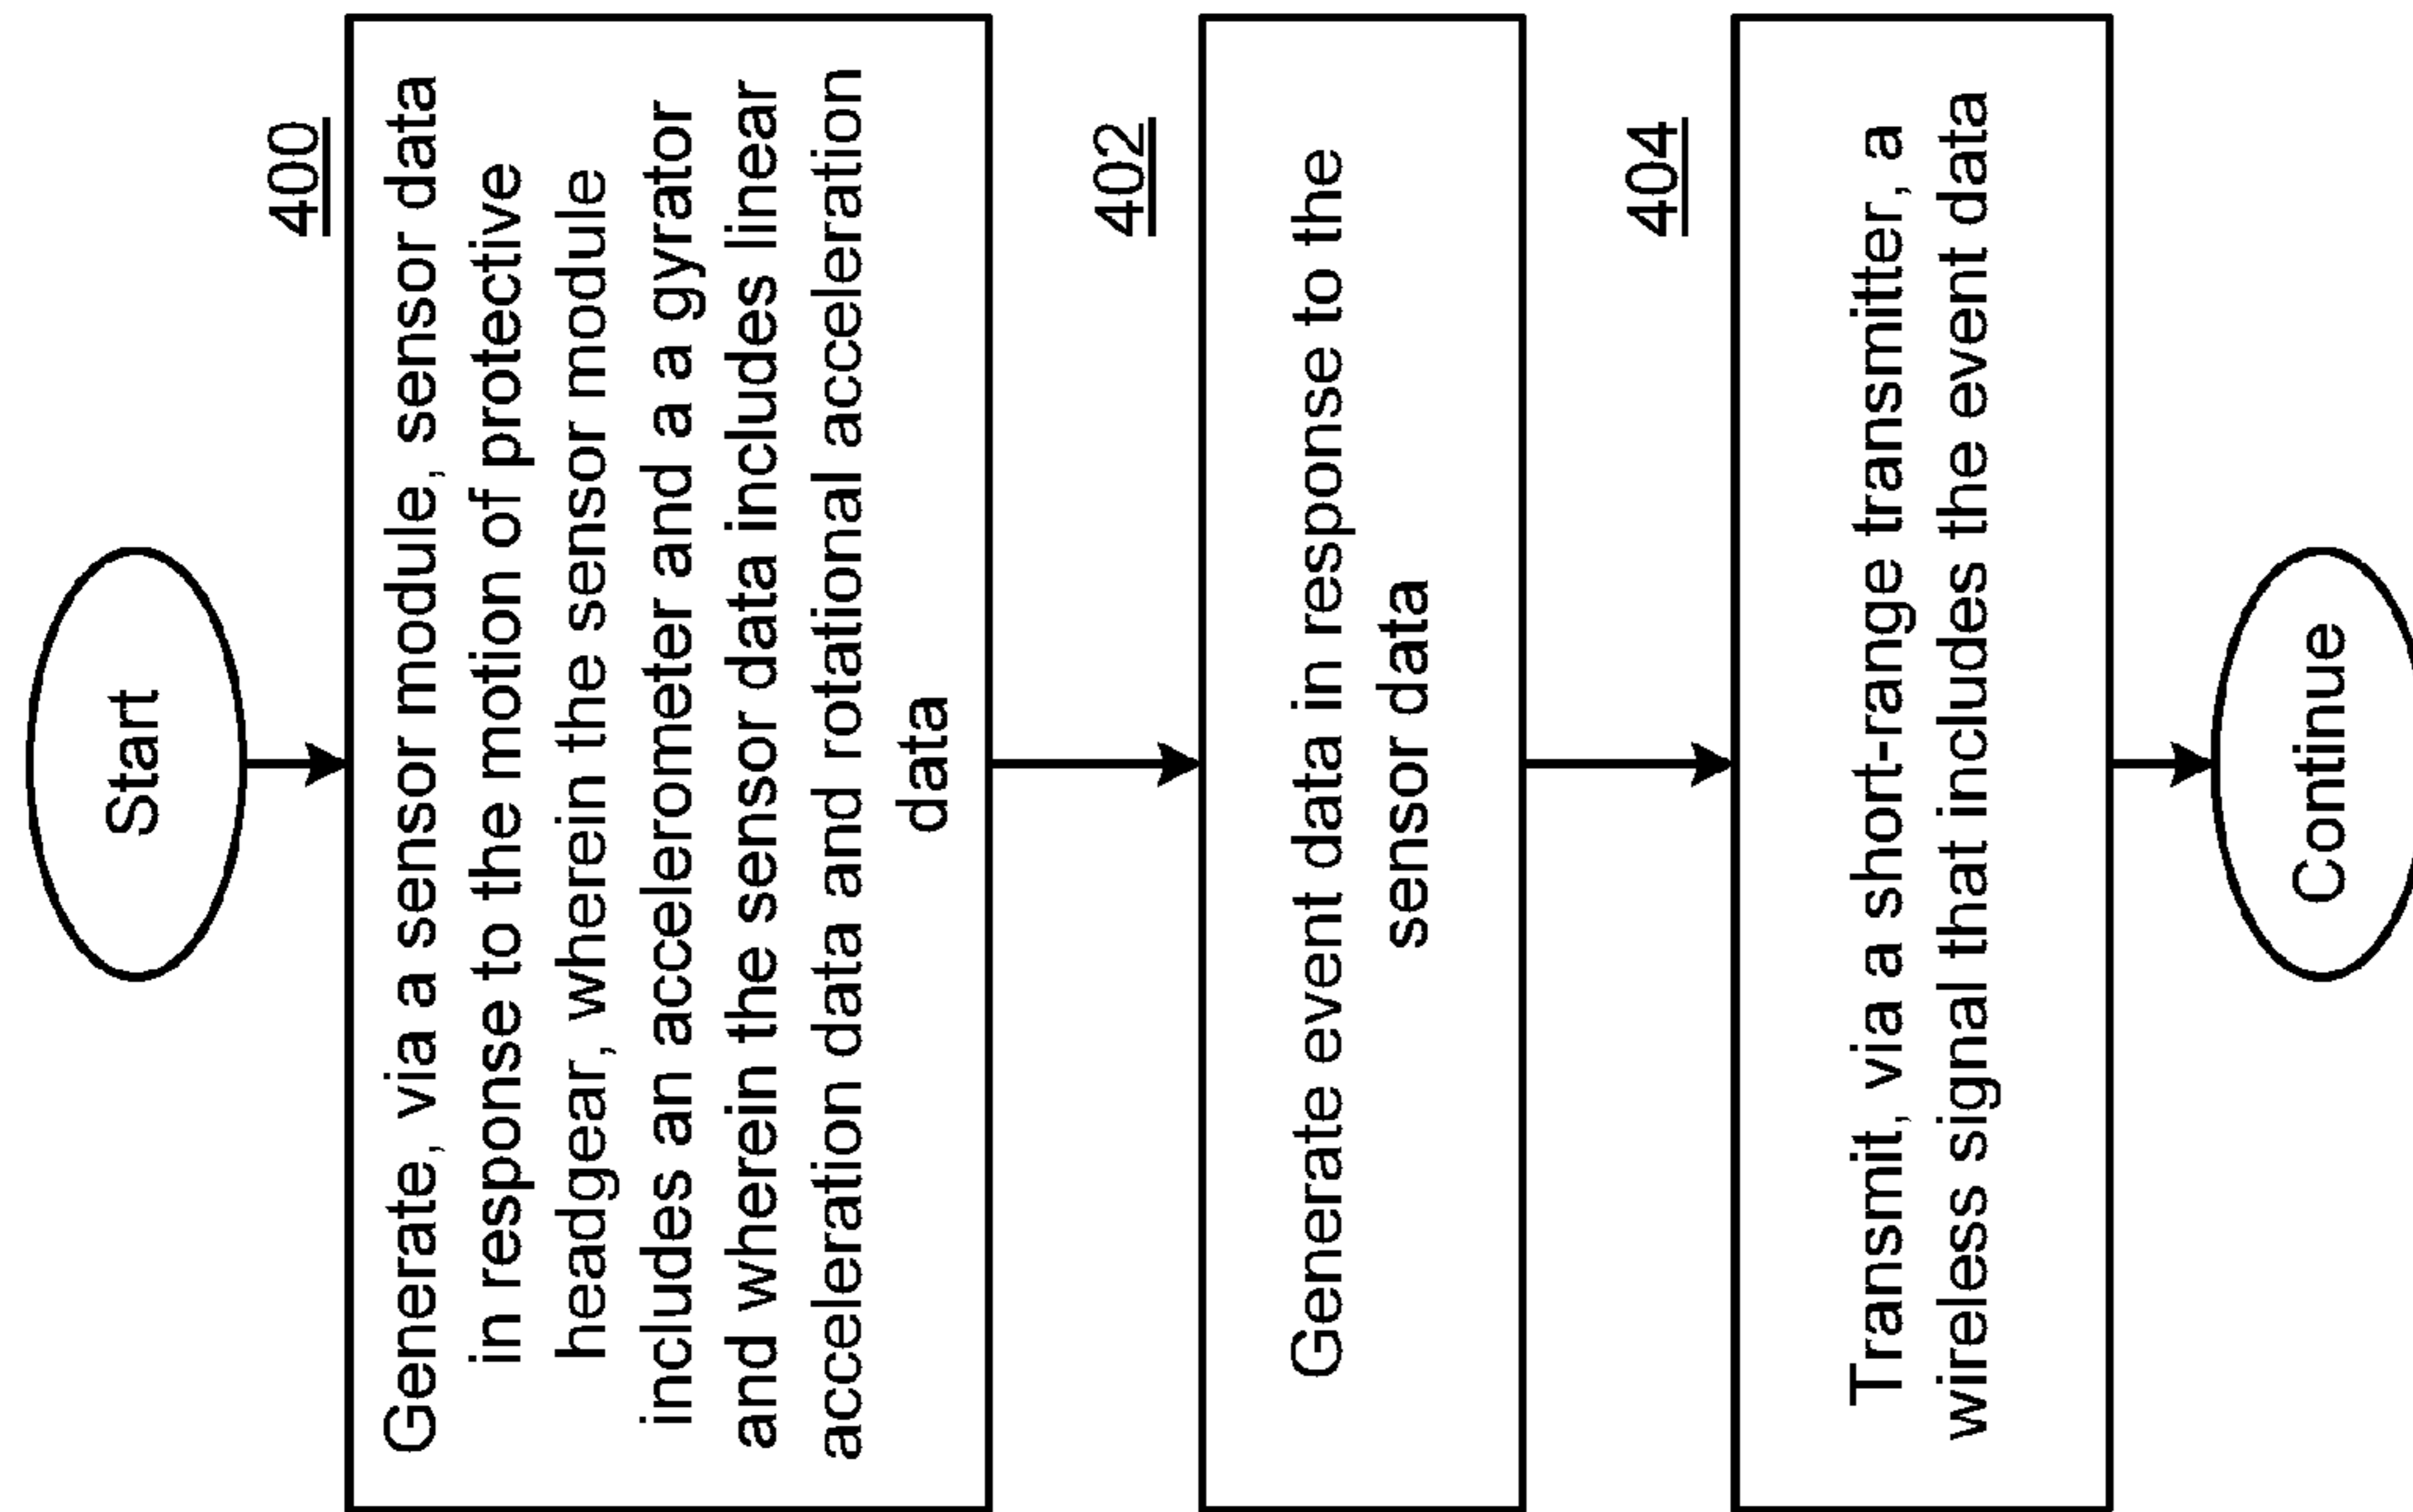 Start
400
Generate, via a sensor module, sensor data
in response to the motion of protective
headgear, wherein the sensor module
includes an accelerometer and a a gyrator
and wherein the sensor data includes linear
acceleration data and rotational acceleration
data
402
Generate event data in response to the
sensor data
404
Transmit, via a short-range transmitter, a
wireless signal that includes the event data
Continue